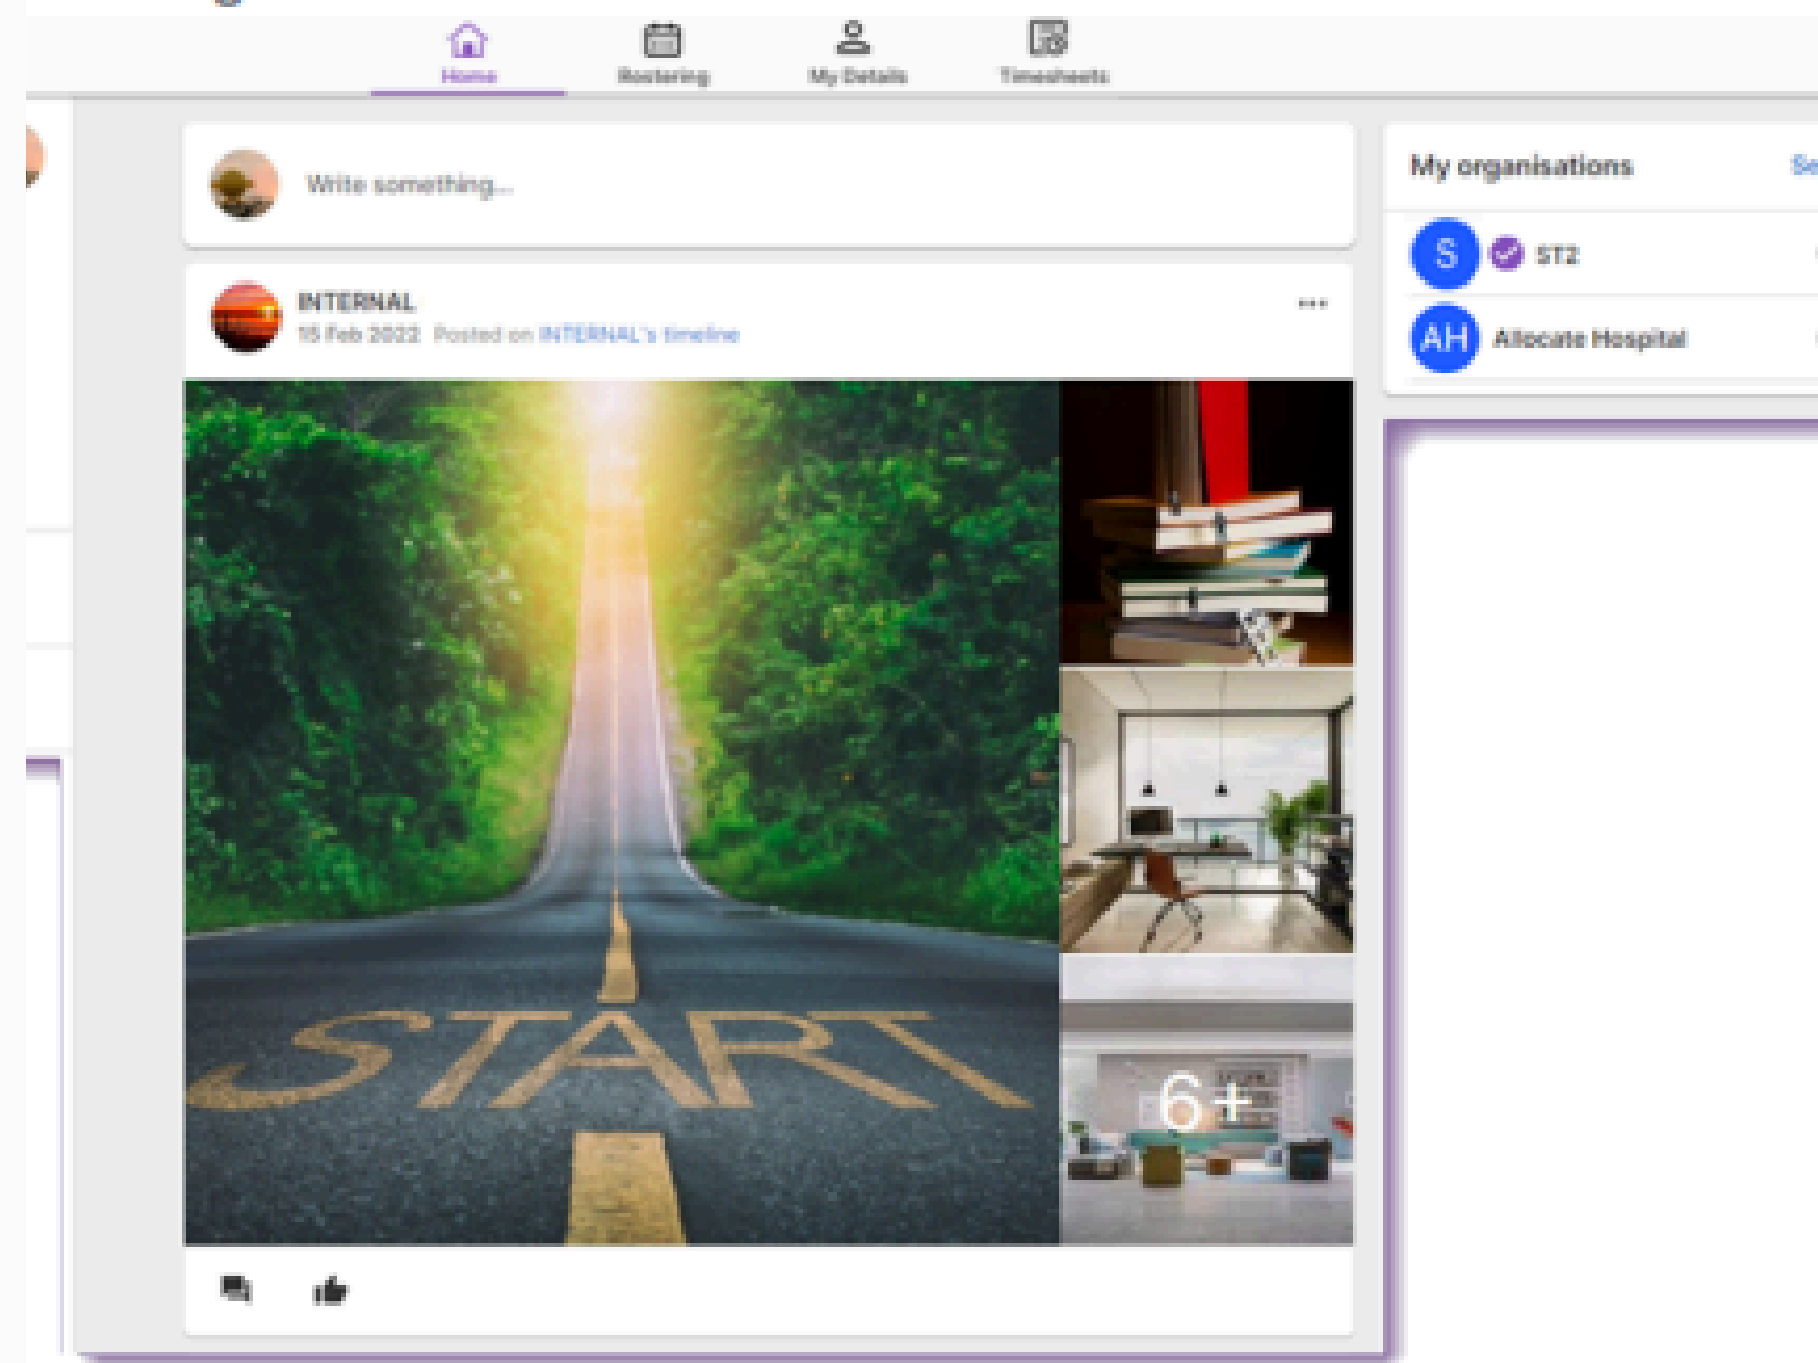 Home
Rostering
My Details
Timesheets
Write something...
INTERNAL
15 Feb 2022 Posted on INTERNAL's timeline
START
6+
My organisations
S ST2
AH Allocate Hospital